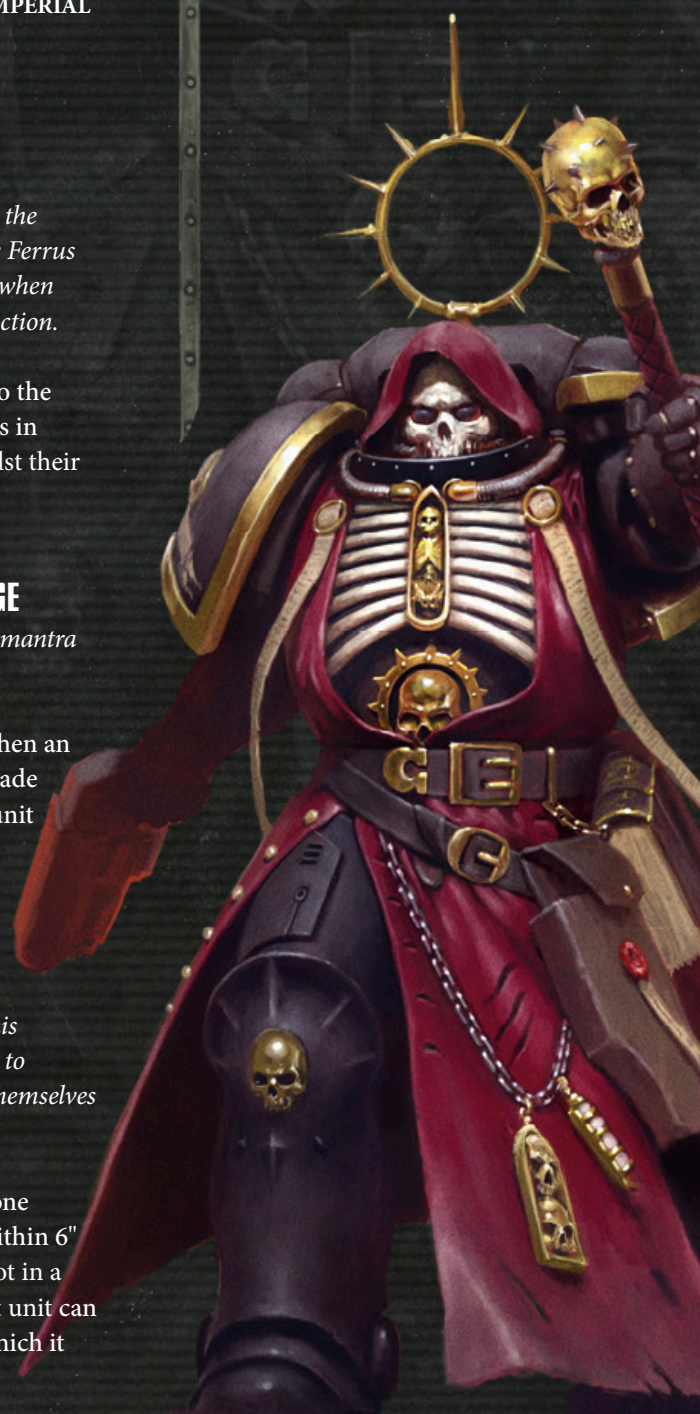 MPERIAL
the
Ferrus
when
ction.
o the
s in
lst their
GE
mantra
hen an
ade
unit
is
to
hemselves
one
ithin 6"
ot in a
t unit can
hich it